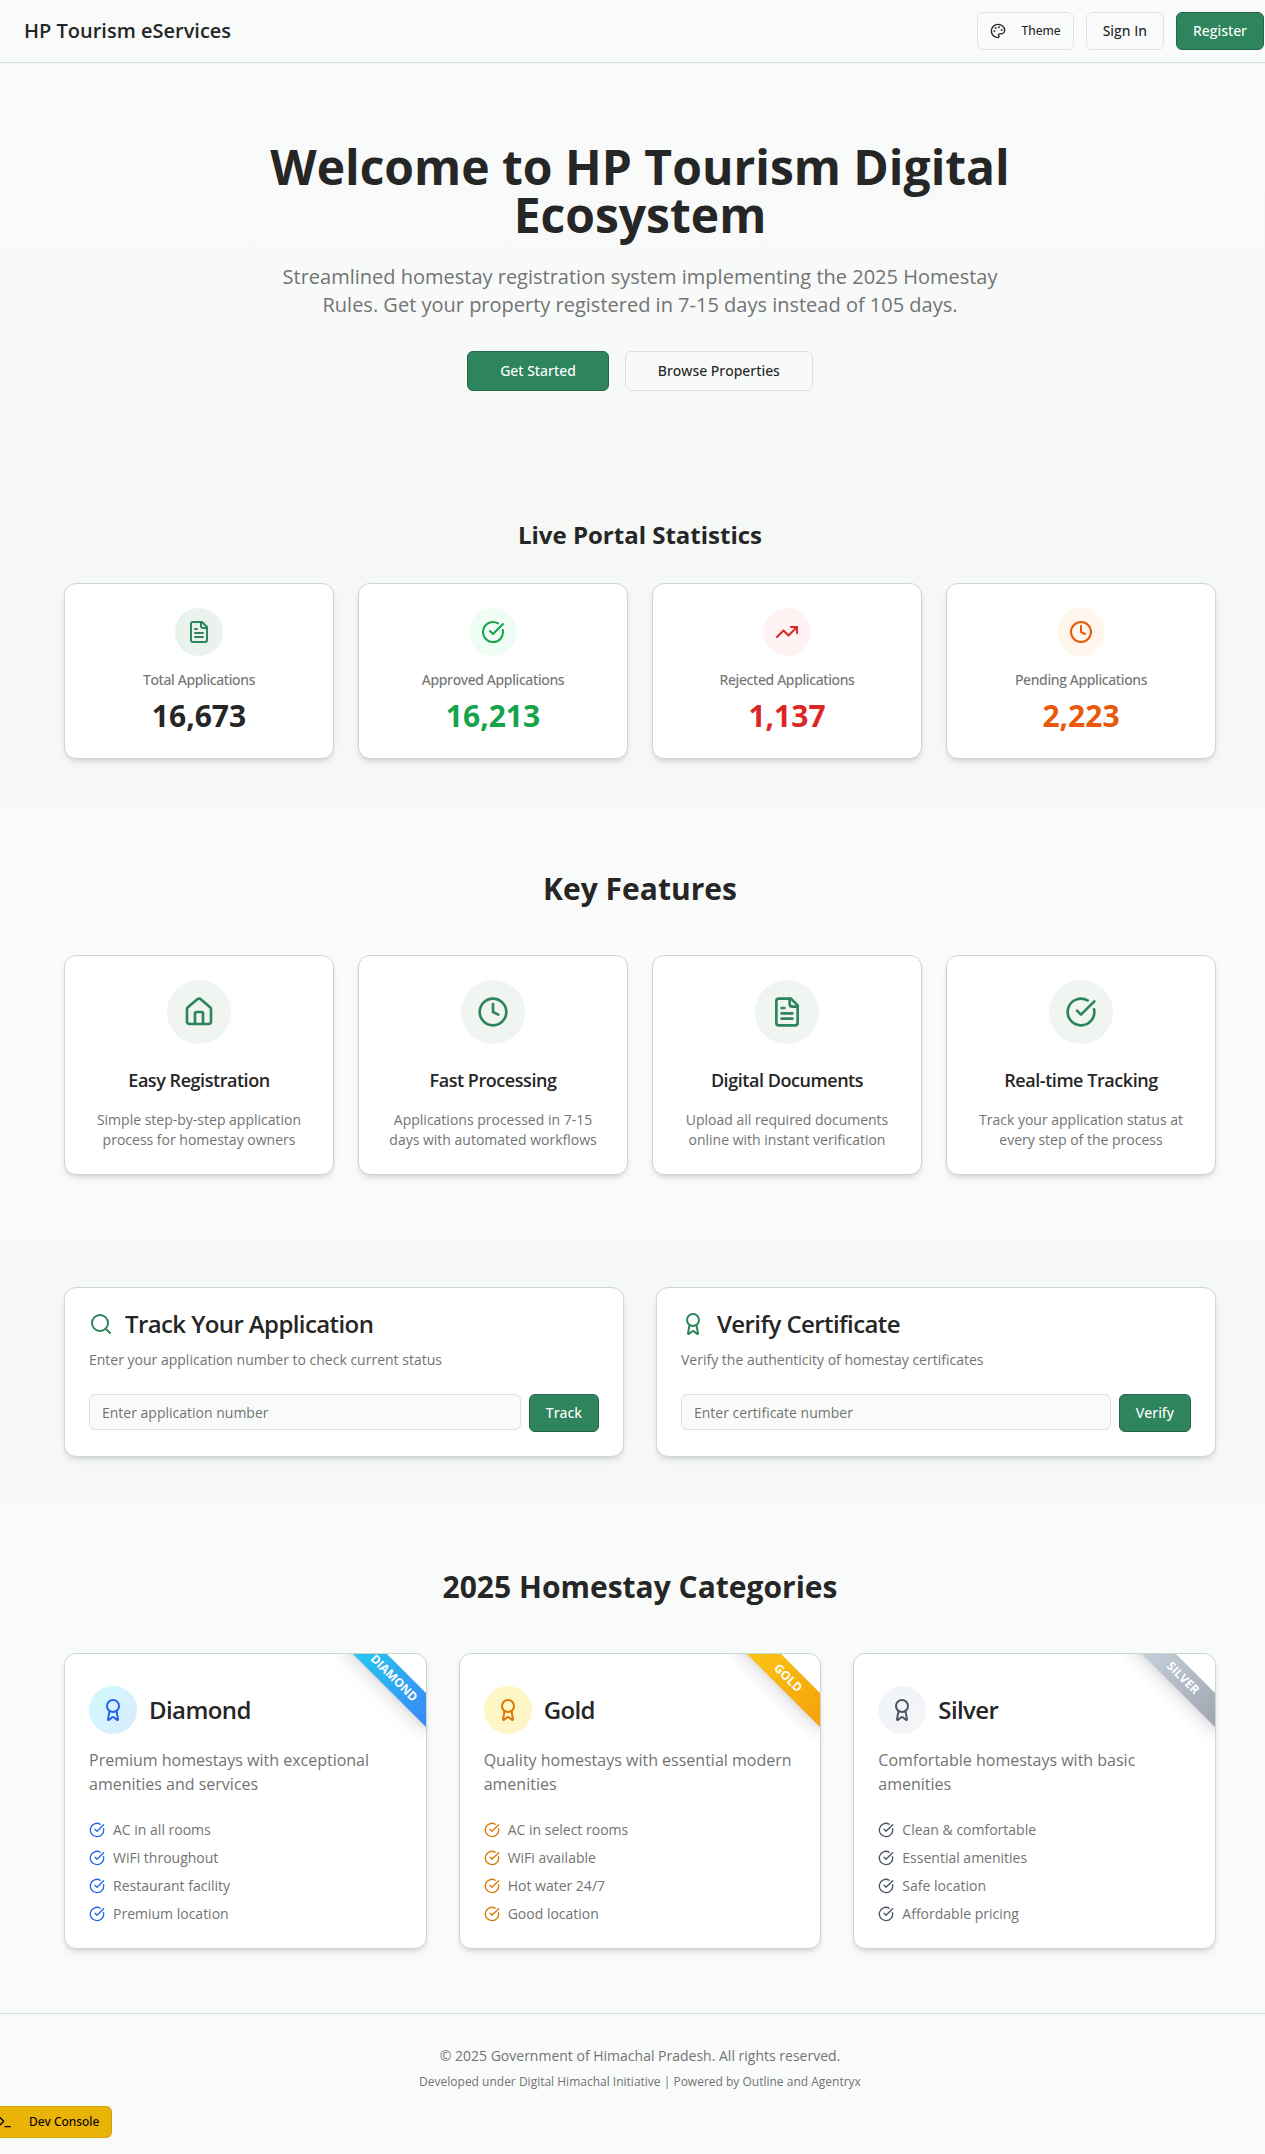 HP Tourism eServices
Theme
Sign In
Register
Welcome to HP Tourism Digital
Ecosystem
Streamlined homestay registration system implementing the 2025 Homestay
Rules. Get your property registered in 7-15 days instead of 105 days.
Get Started
Browse Properties
Live Portal Statistics
Total Applications
16,673
Approved Applications
16,213
Rejected Applications
1,137
Pending Applications
2,223
Key Features
Easy Registration
Simple step-by-step application
process for homestay owners
Fast Processing
Applications processed in 7-15
days with automated workflows
Digital Documents
Upload all required documents
online with instant verification
Real-time Tracking
Track your application status at
every step of the process
Track Your Application
Enter your application number to check current status
Enter application number
Track
Verify Certificate
Verify the authenticity of homestay certificates
Enter certificate number
Verify
2025 Homestay Categories
DIAMOND
Diamond
Premium homestays with exceptional
amenities and services
AC in all rooms
WiFi throughout
Restaurant facility
Premium location
GOLD
Gold
Quality homestays with essential modern
amenities
AC in select rooms
WiFi available
Hot water 24/7
Good location
SILVER
Silver
Comfortable homestays with basic
amenities
Clean & comfortable
Essential amenities
Safe location
Affordable pricing
© 2025 Government of Himachal Pradesh. All rights reserved.
Developed under Digital Himachal Initiative | Powered by Outline and Agentryx
Dev Console